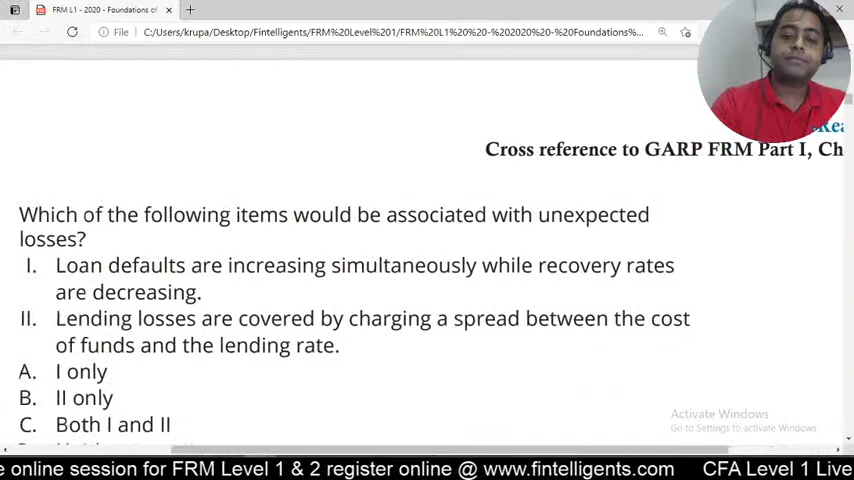 FRM L1 - 2020 - Foundations of
File C:/Users/krupa/Desktop/Fintelligents/FRM%20Level%201/FRM%20L1%20%20-%202020%20-%20Foundations%...
Cross reference to GARP FRM Part I, Ch
Which of the following items would be associated with unexpected
losses?
I. Loan defaults are increasing simultaneously while recovery rates
are decreasing.
II. Lending losses are covered by charging a spread between the cost
of funds and the lending rate.
A. I only
B. II only
C. Both I and II
Activate Windows
Go to Settings to activate Windows.
e online session for FRM Level 1 & 2 register online @ www.fintelligents.com CFA Level 1 Live